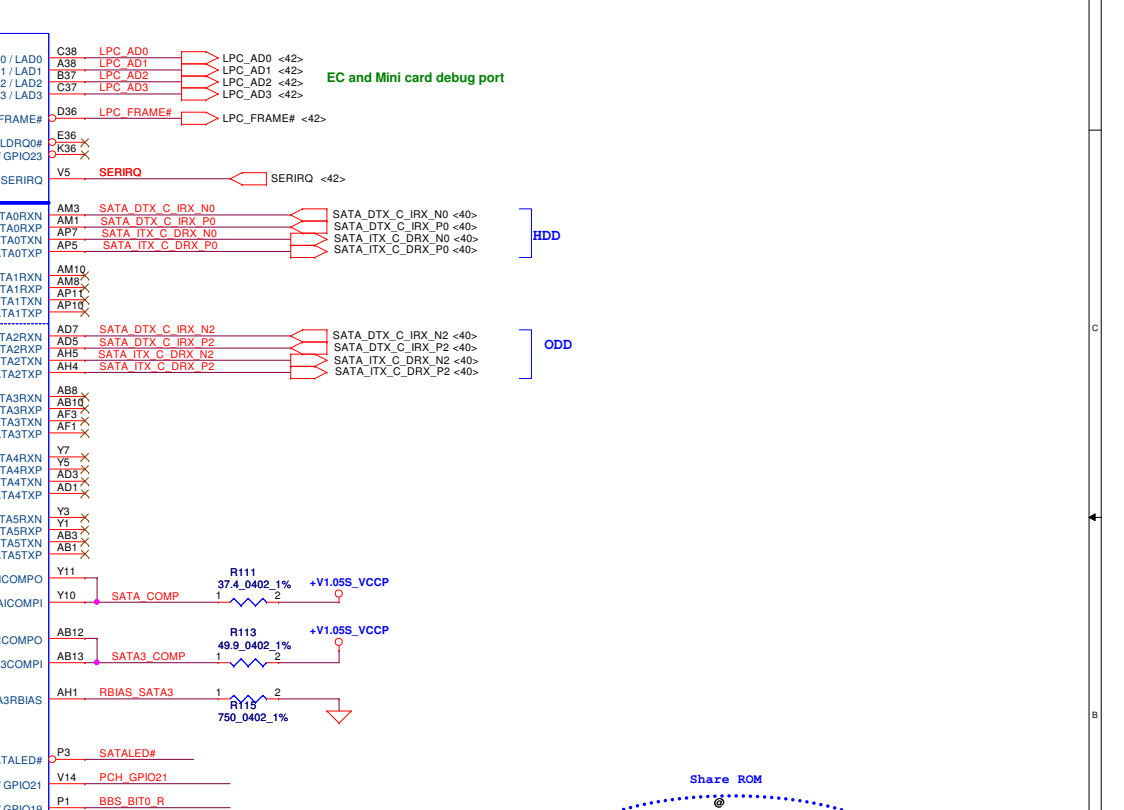 0 / LAD0 C38 LPC_AD0 LPC_AD0 <42>
1 / LAD1 A38 LPC_AD1 LPC_AD1 <42>
2 / LAD2 B37 LPC_AD2 LPC_AD2 <42>
3 / LAD3 C37 LPC_AD3 LPC_AD3 <42>
EC and Mini card debug port
FRAME# D36 LPC_FRAME# LPC_FRAME# <42>
LDRQ0# E36
/ GPIO23 K36
SERIRQ V5 SERIRQ SERIRQ <42>
TA0RXN AM3 SATA_DTX_C_IRX_N0 SATA_DTX_C_IRX_N0 <40>
TA0RXP AM1 SATA_DTX_C_IRX_P0 SATA_DTX_C_IRX_P0 <40>
TA0TXN AP7 SATA_ITX_C_DRX_N0 SATA_ITX_C_DRX_N0 <40>
TA0TXP AP5 SATA_ITX_C_DRX_P0 SATA_ITX_C_DRX_P0 <40>
HDD
TA1RXN AM10
TA1RXP AM8
TA1TXN AP11
TA1TXP AP10
TA2RXN AD7 SATA_DTX_C_IRX_N2 SATA_DTX_C_IRX_N2 <40>
TA2RXP AD5 SATA_DTX_C_IRX_P2 SATA_DTX_C_IRX_P2 <40>
TA2TXN AH5 SATA_ITX_C_DRX_N2 SATA_ITX_C_DRX_N2 <40>
TA2TXP AH4 SATA_ITX_C_DRX_P2 SATA_ITX_C_DRX_P2 <40>
ODD
C
TA3RXN AB8
TA3RXP AB10
TA3TXN AF3
TA3TXP AF1
TA4RXN Y7
TA4RXP Y5
TA4TXN AD3
TA4TXP AD1
TA5RXN Y3
TA5RXP Y1
TA5TXN AB3
TA5TXP AB1
ICOMPO Y11
R111
37.4_0402_1%
+V1.05S_VCCP
AICOMPI Y10 SATA_COMP 1 2
COMPO AB12
R113
49.9_0402_1%
+V1.05S_VCCP
3COMPI AB13 SATA3_COMP 1 2
A3RBIAS AH1 RBIAS_SATA3 1 2
R115
750_0402_1%
B
TALED# P3 SATALED#
/ GPIO21 V14 PCH_GPIO21
GPIO19 P1 BBS_BIT0_R
Share ROM
@